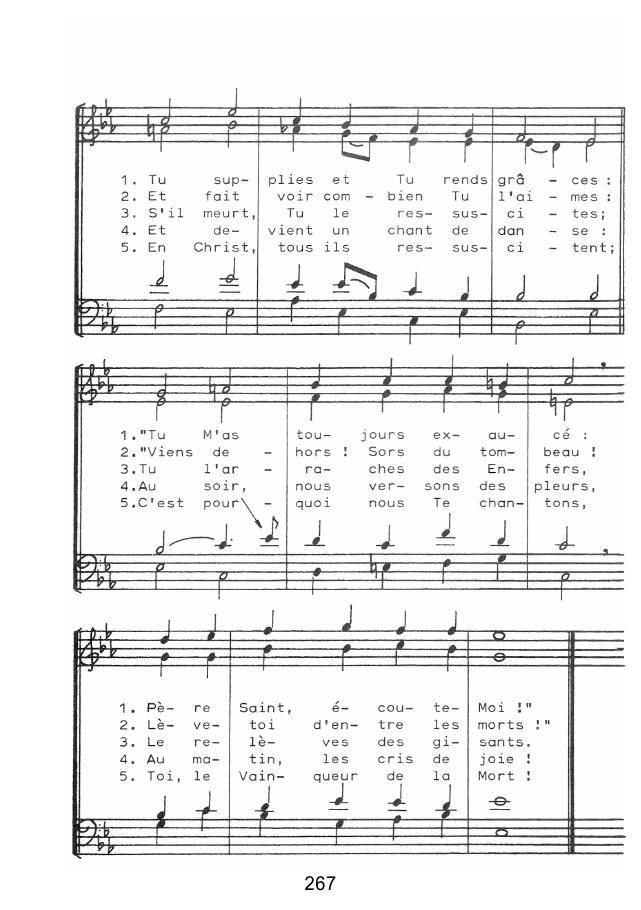 1. Tu sup- plies et Tu rends grâ - ces :
2. Et fait voir com - bien Tu l'ai - mes :
3. S'il meurt, Tu le res- sus- ci - tes;
4. Et de- vient un chant de dan- se :
5. En Christ, tous ils res- sus- ci - tent;
1."Tu M'as tou- jours ex- au- cé :
2."Viens de - hors ! Sors du tom- beau !
3.Tu l'ar - ra- ches des En- fers,
4.Au soir, nous ver- sons des pleurs,
5.C'est pour - quoi nous Te chan- tons,
1. Pè- re Saint, é- cou- te- Moi !"
2. Lè- ve- toi d'en- tre les morts !"
3. Le re- lè- ves des gi- sants.
4. Au ma- tin, les cris de joie !
5. Toi, le Vain- queur de la Mort !
267